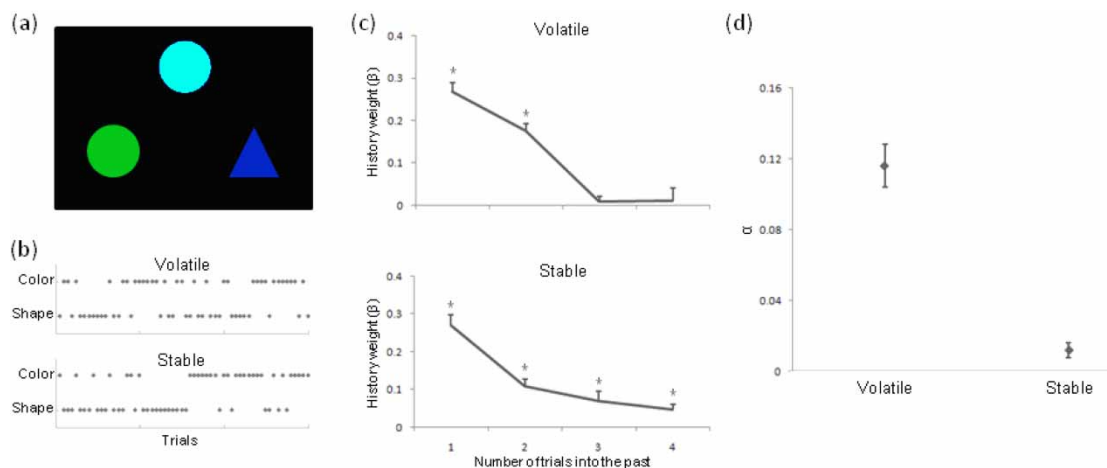 (a)
(b)
Volatile
Color
Shape
Stable
Color
Shape
Trials
(c)
Volatile
0.4
0.3
0.2
0.1
0
History weight (β)
*
*
Stable
0.4
0.3
0.2
0.1
0
History weight (β)
*
*
*
*
1 2 3 4
Number of trials into the past
(d)
0.16
0.12
0.08
0.04
0
α
Volatile Stable